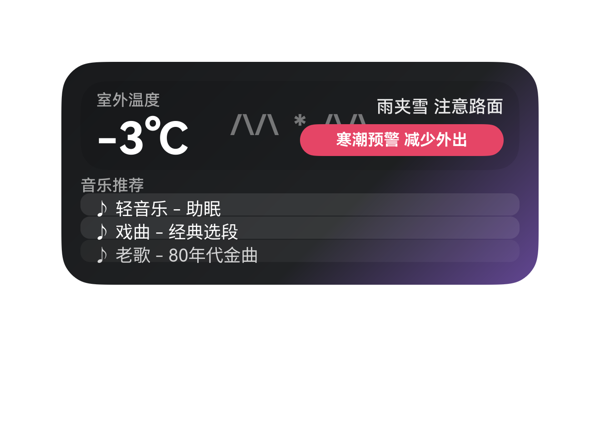 室外温度
-3℃
/\/\ * /\/\
雨夹雪 注意路面
寒潮预警 减少外出
音乐推荐
♪ 轻音乐 - 助眠
♪ 戏曲 - 经典选段
♪ 老歌 - 80年代金曲